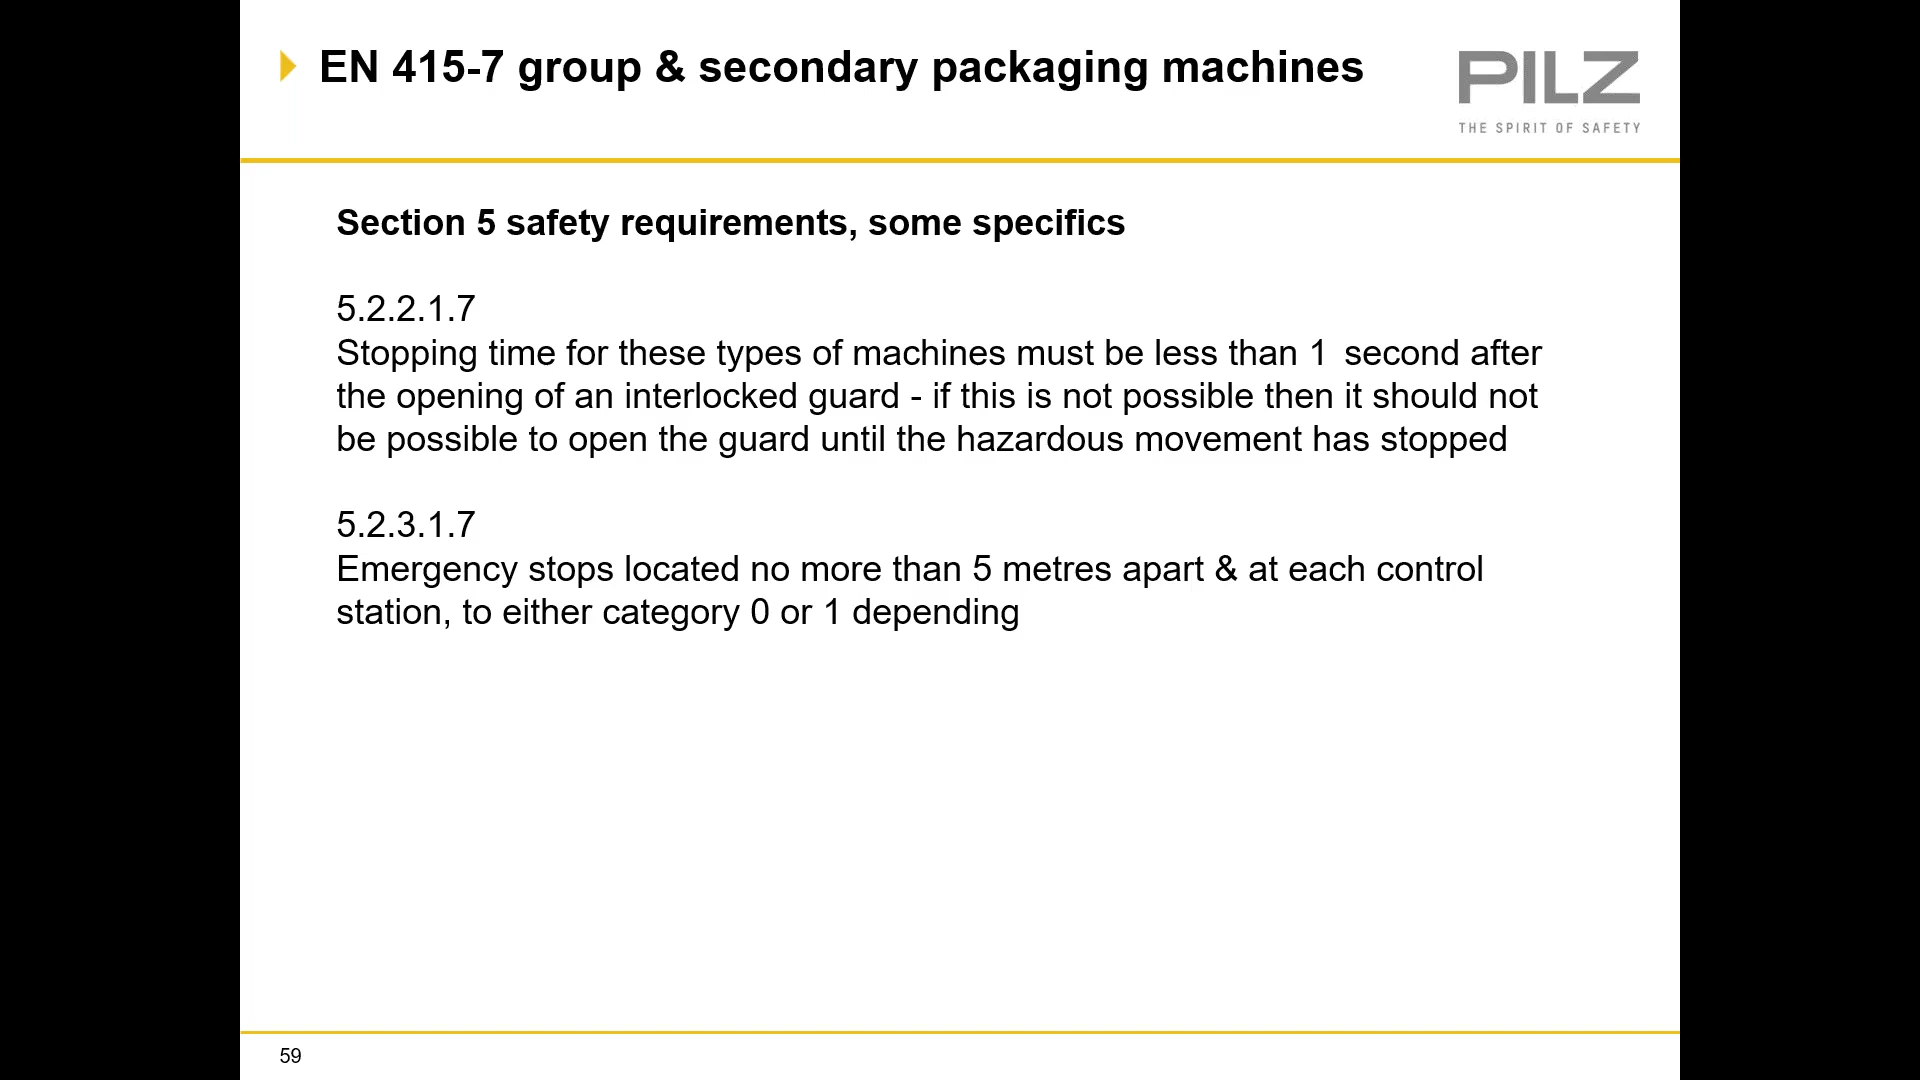 EN 415-7 group & secondary packaging machines
PILZ
THE SPIRIT OF SAFETY
Section 5 safety requirements, some specifics
5.2.2.1.7
Stopping time for these types of machines must be less than 1 second after
the opening of an interlocked guard - if this is not possible then it should not
be possible to open the guard until the hazardous movement has stopped
5.2.3.1.7
Emergency stops located no more than 5 metres apart & at each control
station, to either category 0 or 1 depending
59